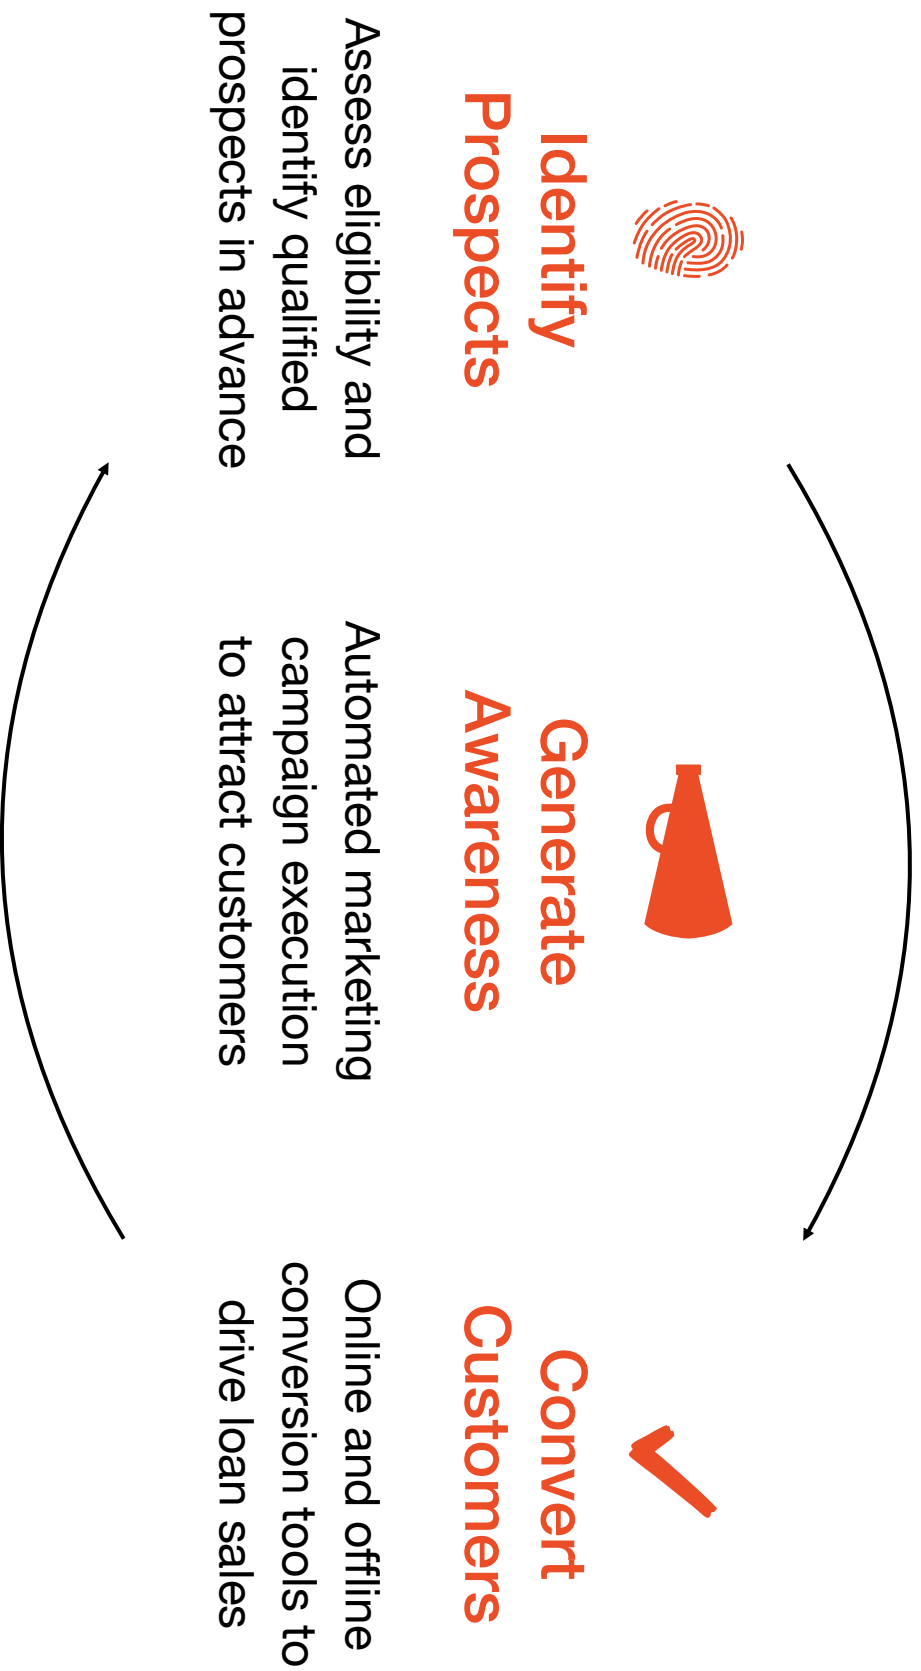 Identify
Prospects
Assess eligibility and
identify qualified
prospects in advance
Generate
Awareness
Automated marketing
campaign execution
to attract customers
Convert
Customers
Online and offline
conversion tools to
drive loan sales